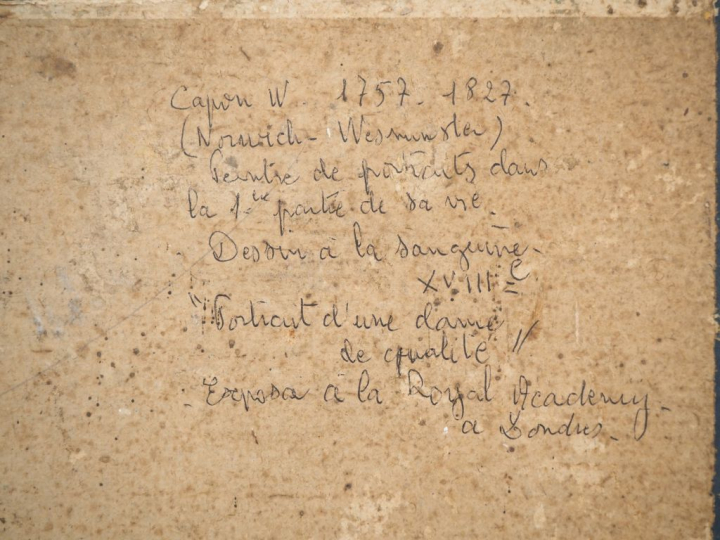 Capon W. 1757-1827.
(Norwich - Wesminster)
Peintre de portraits dans
la 1ère partie de sa vie.
Dessin à la sanguine -
XVIIIe
"Portrait d'une dame
de qualité"
- Exposa à la Royal Academy -
à Londres -